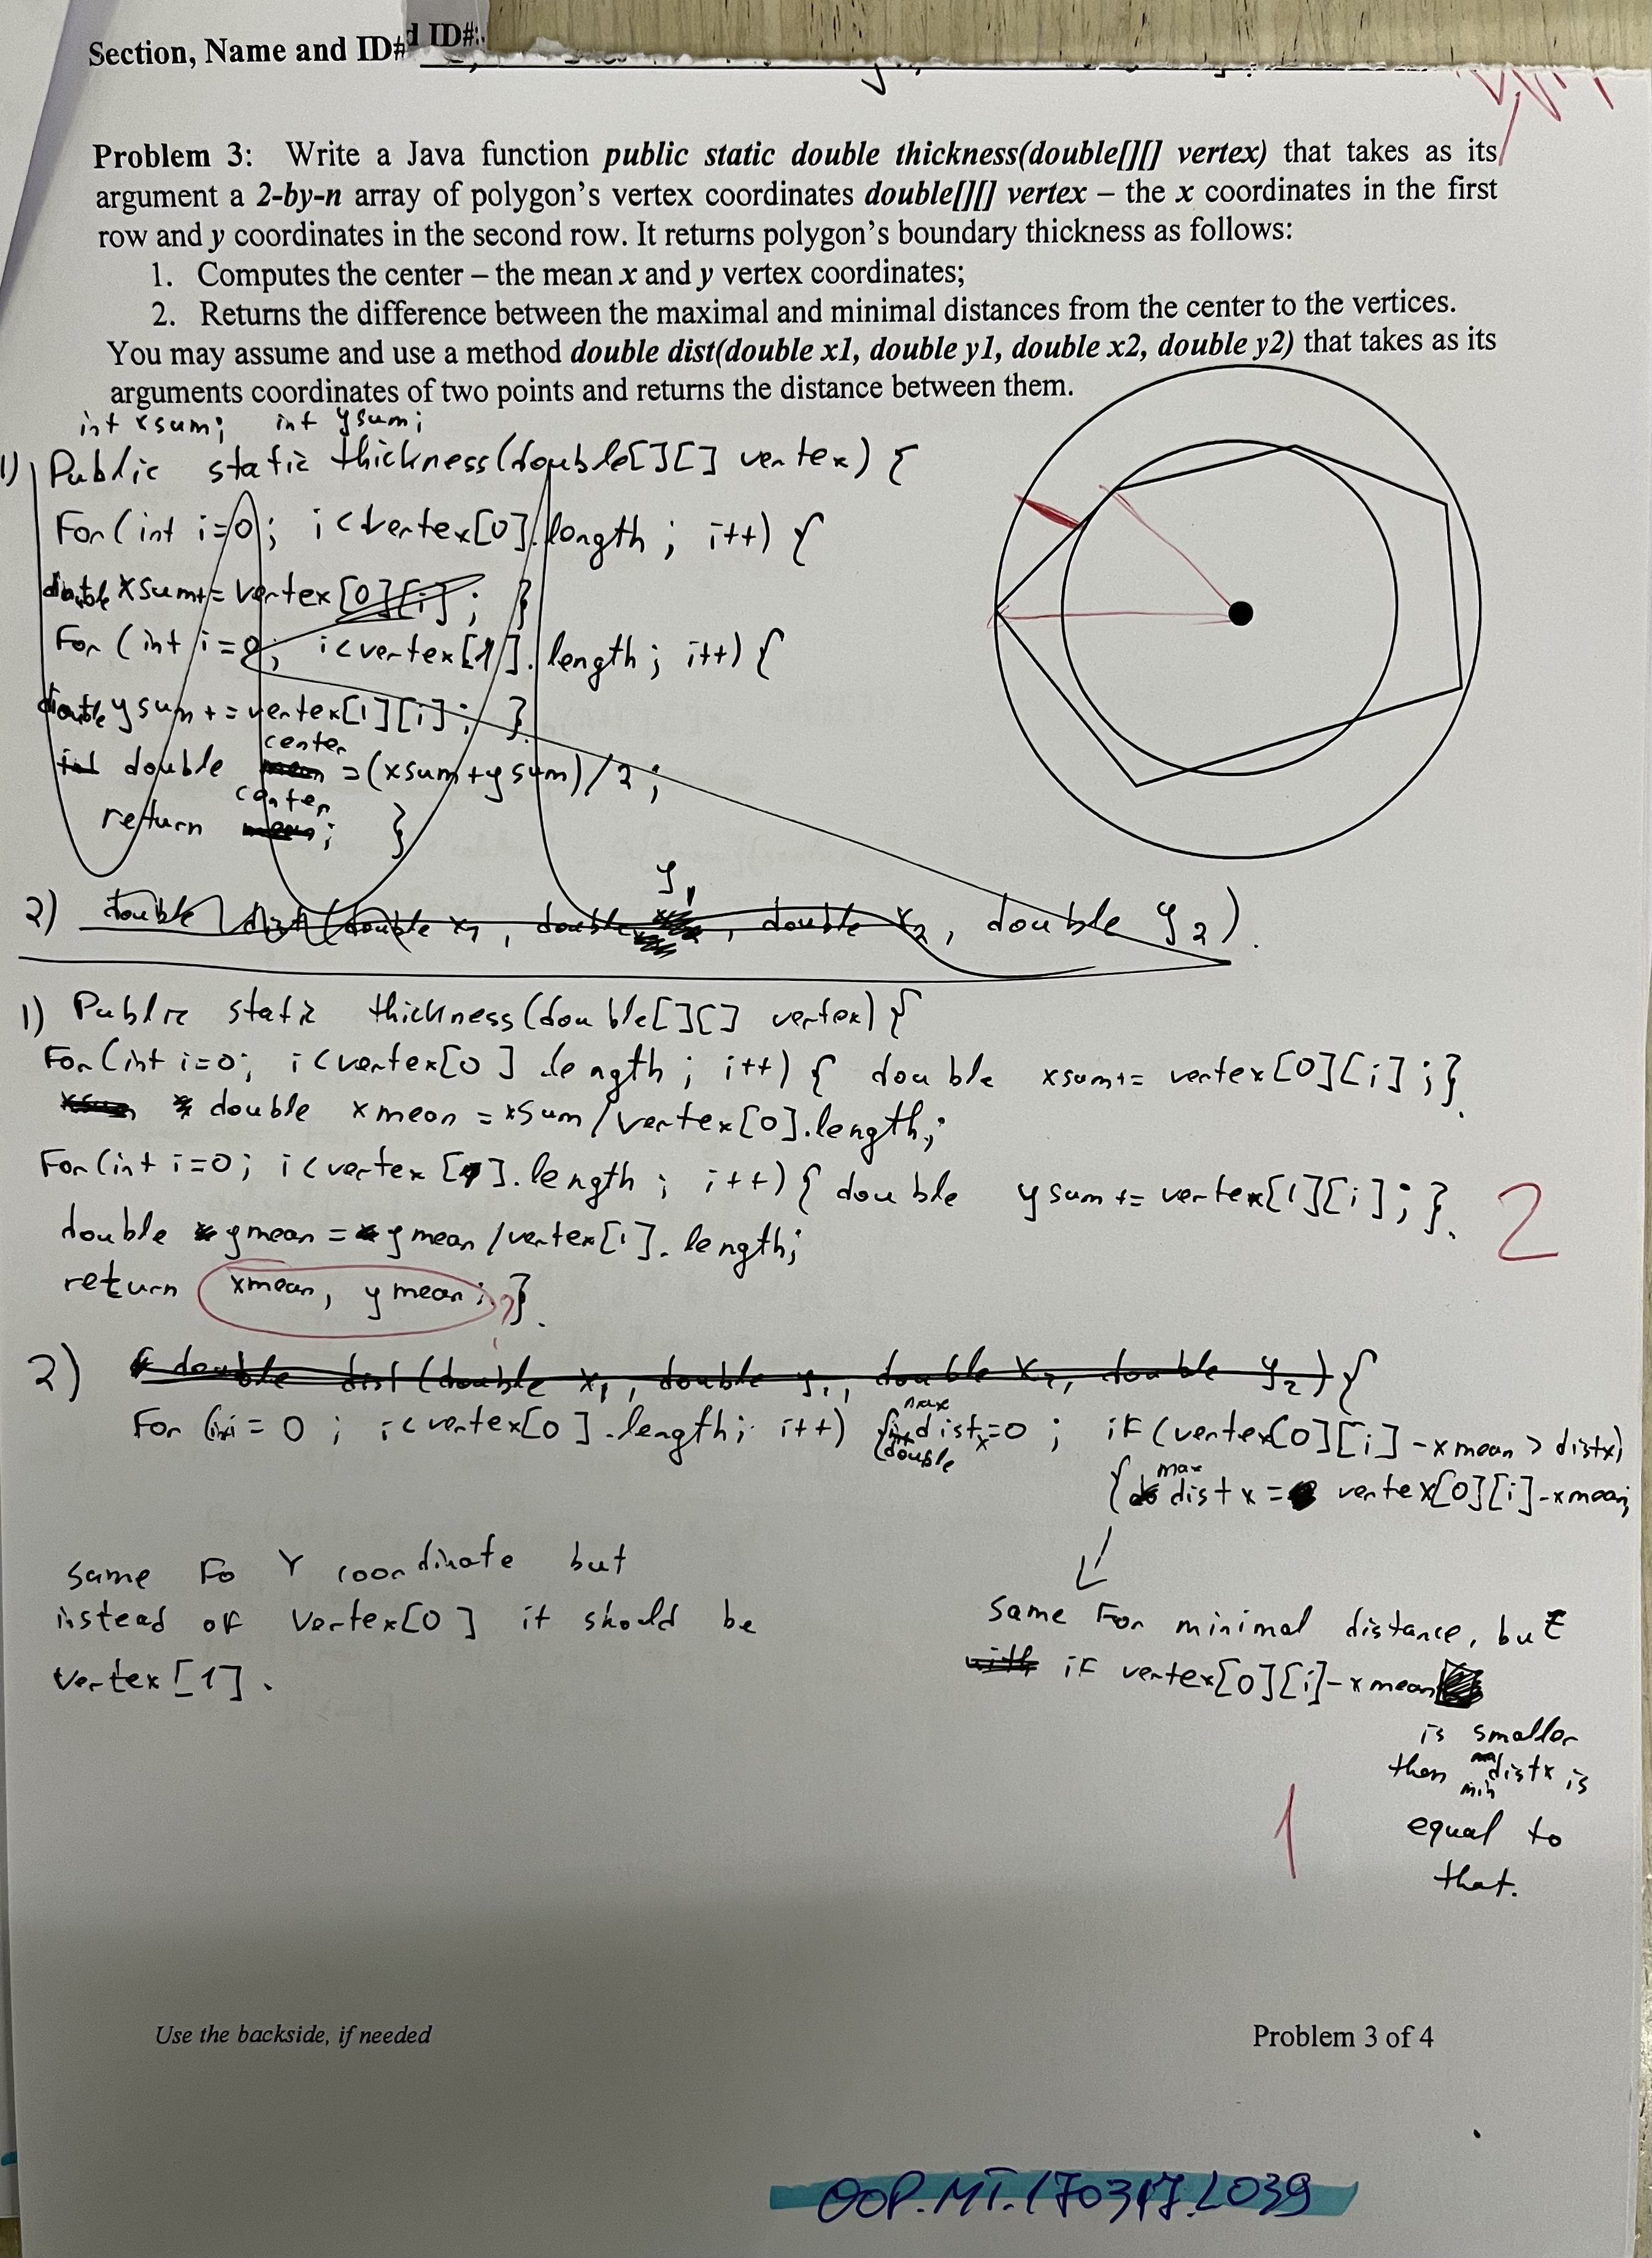 Section, Name and ID#
d ID#:
Problem 3: Write a Java function public static double thickness(double[][] vertex) that takes as its
argument a 2-by-n array of polygon's vertex coordinates double[][] vertex – the x coordinates in the first
row and y coordinates in the second row. It returns polygon's boundary thickness as follows:
1. Computes the center – the mean x and y vertex coordinates;
2. Returns the difference between the maximal and minimal distances from the center to the vertices.
You may assume and use a method double dist(double x1, double y1, double x2, double y2) that takes as its
arguments coordinates of two points and returns the distance between them.
int xsum; int ysum;
1) Public static thickness(double[][] vertex) {
For(int i=0; i<vertex[0].length; i++) {
double xsum+=vertex[0][i]; }
For (int i=0; i<vertex[1].length; i++) {
double ysum+=vertex[1][i]; }
int double center =(xsum+ysum)/2;
return center; }
2) double dist(double x1, double y1, double x2, double y2).
1) Public static thickness(double[][] vertex) {
For(int i=0; i<vertex[0].length; i++) { double xsum+= vertex[0][i];}.
double xmean = xsum/vertex[0].length;
For(int i=0; i<vertex[1].length; i++) { double ysum+= vertex[1][i];}. 2
double ymean = ymean/vertex[1].length;
return xmean, ymean; }.
2) double dist(double x1, double y1, double x2, double y2) {
For (int i=0; i<vertex[0].length; i++) { double max distx=0; if(vertex[0][i]-xmean > distx)
{ max distx = vertex[0][i]-xmean;
same Fo Y coordinate but
instead of vertex[0] it should be
vertex[1].
same For minimal distance, but
with if vertex[0][i]-xmean
is smaller
then min distx is
equal to
that.
1
Use the backside, if needed
Problem 3 of 4
OOP.MT.170317.L039